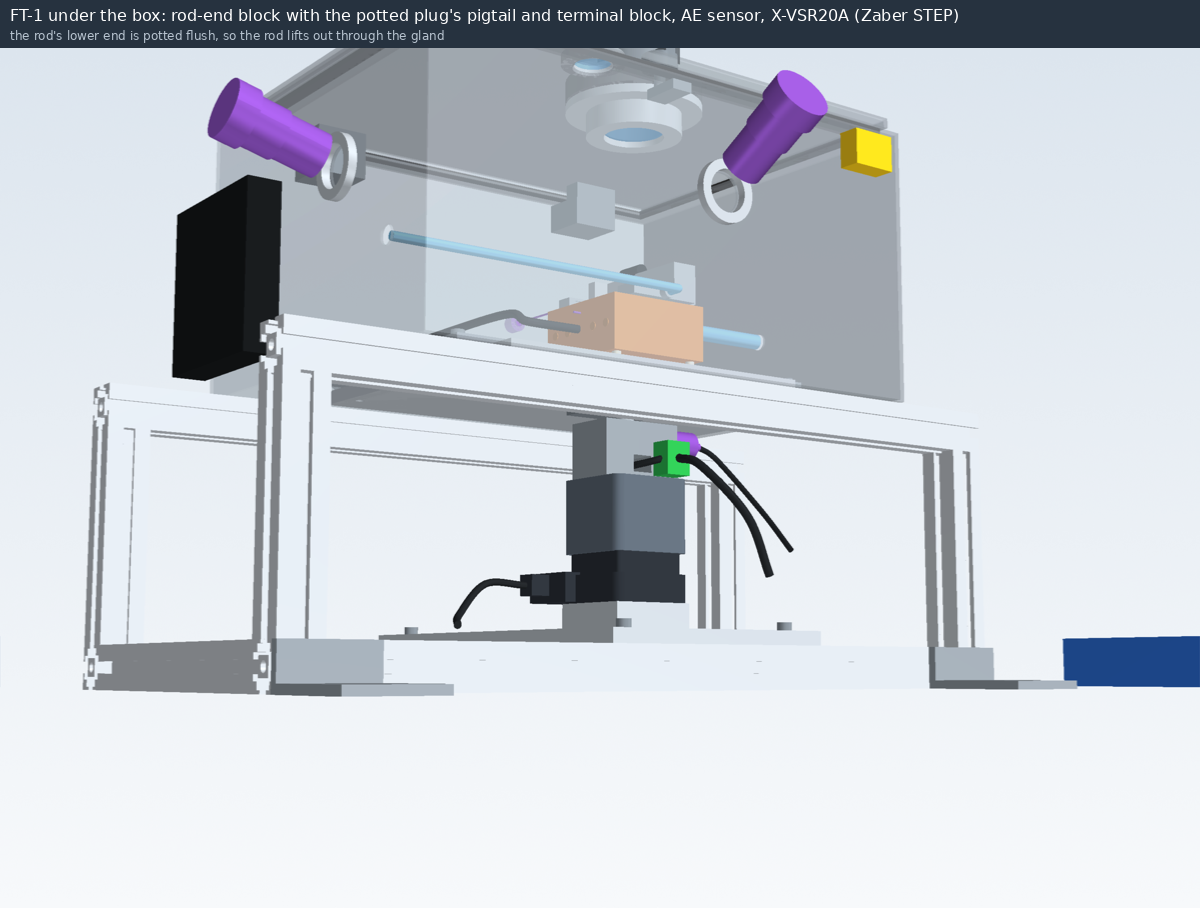 FT-1 under the box: rod-end block with the potted plug's pigtail and terminal block, AE sensor, X-VSR20A (Zaber STEP)
the rod's lower end is potted flush, so the rod lifts out through the gland